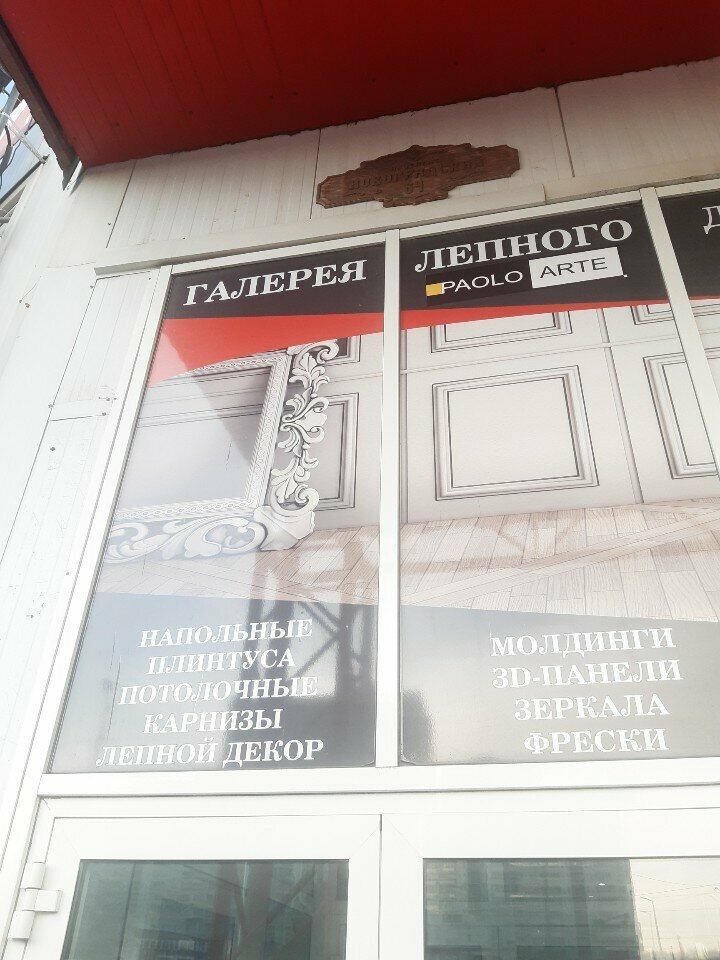 ГАЛЕРЕЯ ЛЕПНОГО Д
PAOLO ARTE
НАПОЛЬНЫЕ
ПЛИНТУСА
ПОТОЛОЧНЫЕ
КАРНИЗЫ
ЛЕПНОЙ ДЕКОР
МОЛДИНГИ
3D-ПАНЕЛИ
ЗЕРКАЛА
ФРЕСКИ